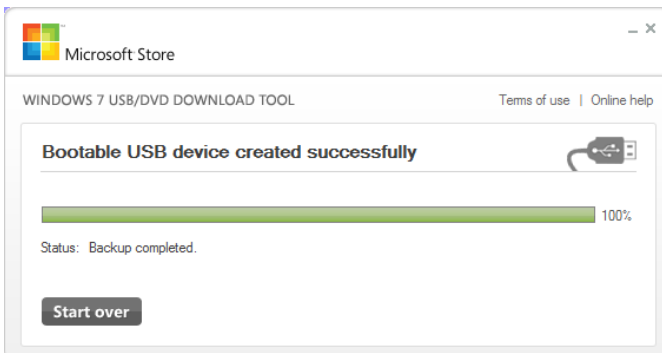 Microsoft Store
WINDOWS 7 USB/DVD DOWNLOAD TOOL
Terms of use | Online help
Bootable USB device created successfully
100%
Status: Backup completed.
Start over